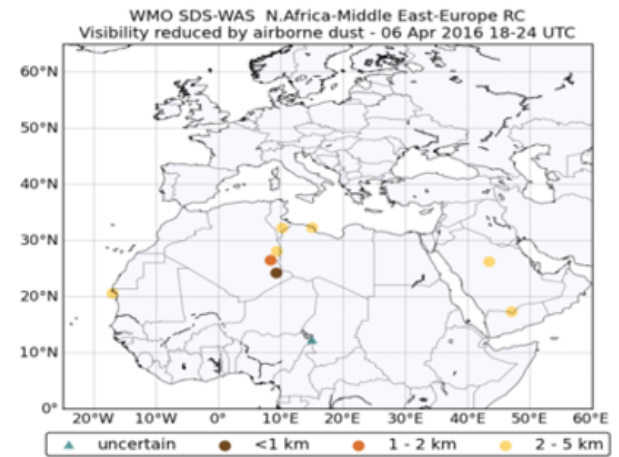 WMO SDS-WAS  N.Africa-Middle East-Europe RC
Visibility reduced by airborne dust - 06 Apr 2016 18-24 UTC
60°N
50°N
40°N
30°N
20°N
10°N
0°
20°W 10°W 0° 10°E 20°E 30°E 40°E 50°E 60°E
uncertain <1 km 1 - 2 km 2 - 5 km